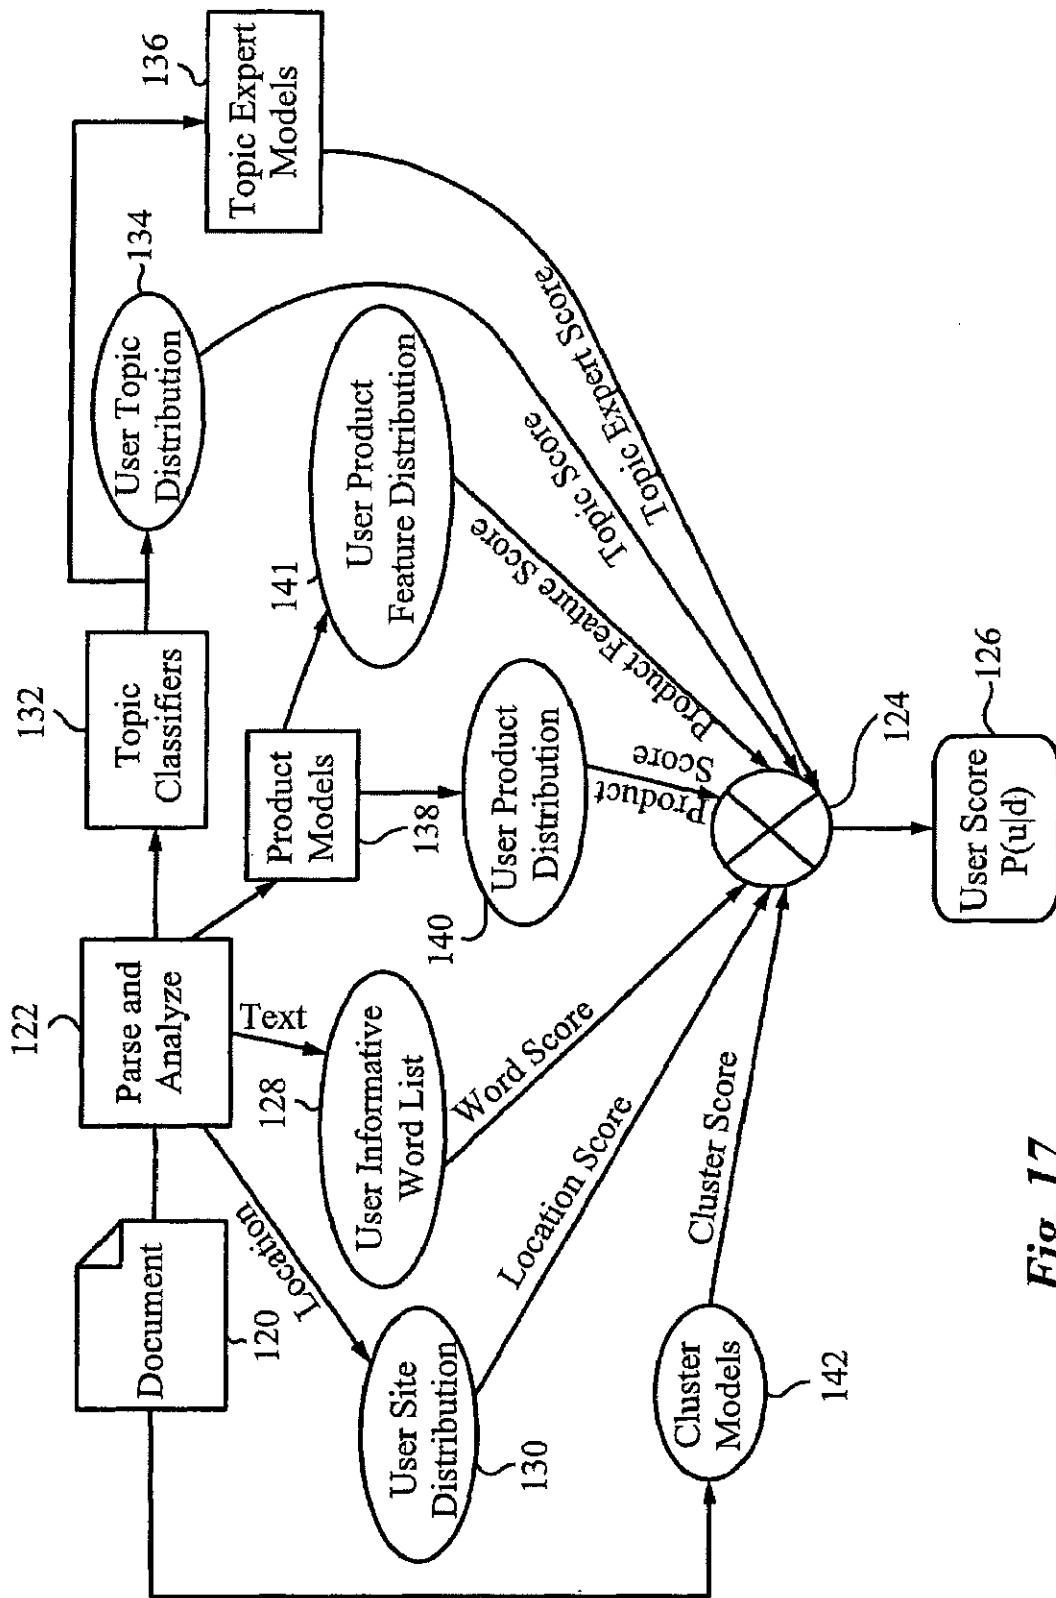 120
Document
122
Parse and
Analyze
132
Topic
Classifiers
134
User Topic
Distribution
136
Topic Expert
Models
Location
Text
128
User Informative
Word List
138
Product
Models
141
User Product
Feature Distribution
130
User Site
Distribution
140
User Product
Distribution
142
Cluster
Models
Cluster Score
Location Score
Word Score
Product
Score
Product Feature Score
Topic Score
Topic Expert Score
124
126
User Score
P(u|d)
Fig. 17